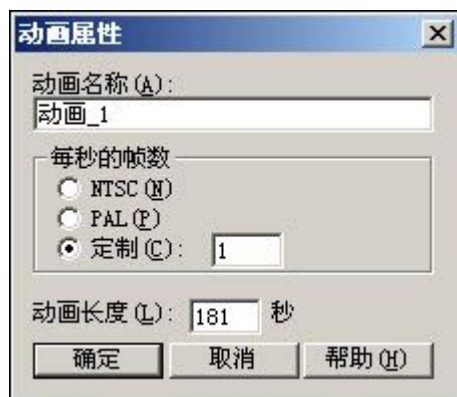 动画属性
动画名称(A):
动画_1
每秒的帧数
NTSC(N)
PAL(P)
定制(C): 1
动画长度(L): 181 秒
确定 取消 帮助(H)